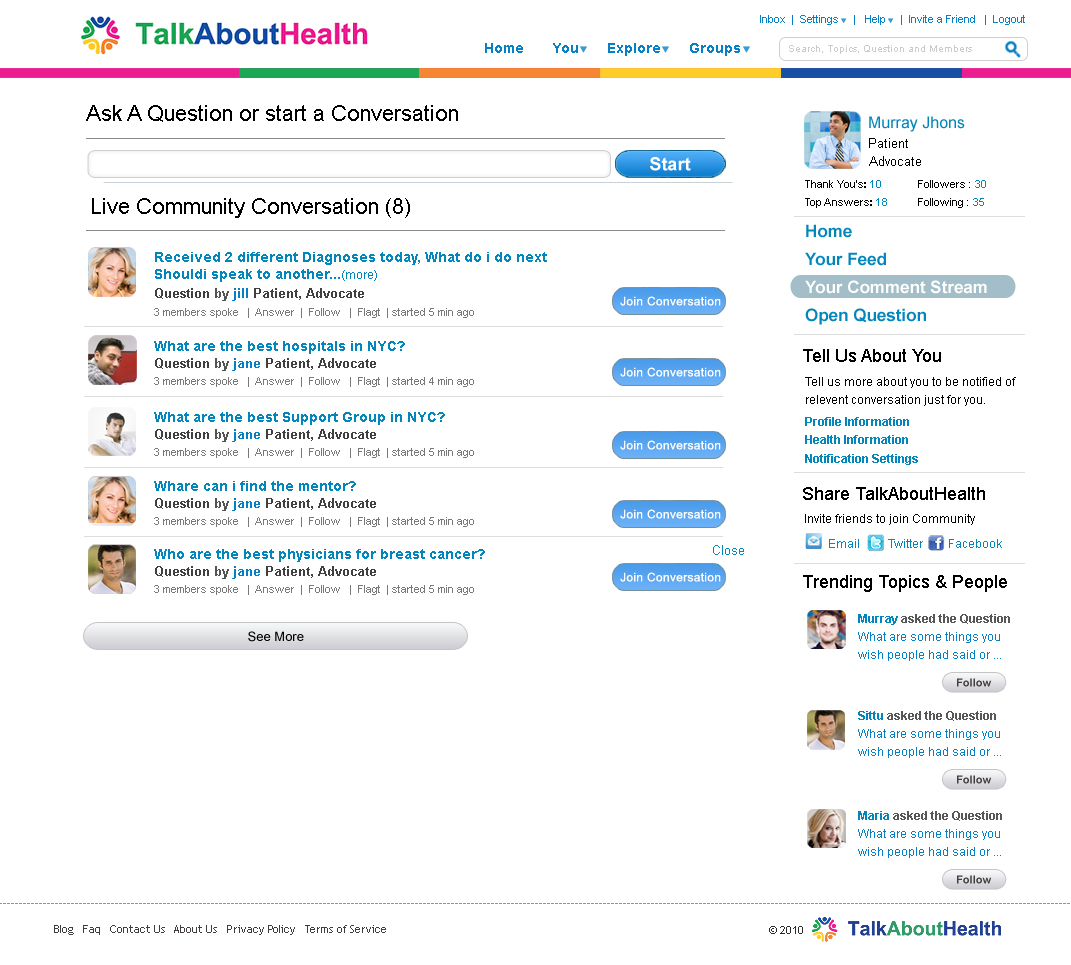 Inbox | Settings | Help | Invite a Friend | Logout
TalkAboutHealth
Home You Explore Groups
Search, Topics, Question and Members
Ask A Question or start a Conversation
Start
Live Community Conversation (8)
Received 2 different Diagnoses today, What do i do next
Shouldi speak to another...(more)
Question by jill Patient, Advocate
3 members spoke | Answer | Follow | Flagt | started 5 min ago
Join Conversation
What are the best hospitals in NYC?
Question by jane Patient, Advocate
3 members spoke | Answer | Follow | Flagt | started 4 min ago
Join Conversation
What are the best Support Group in NYC?
Question by jane Patient, Advocate
3 members spoke | Answer | Follow | Flagt | started 5 min ago
Join Conversation
Whare can i find the mentor?
Question by jane Patient, Advocate
3 members spoke | Answer | Follow | Flagt | started 5 min ago
Join Conversation
Close
Who are the best physicians for breast cancer?
Question by jane Patient, Advocate
3 members spoke | Answer | Follow | Flagt | started 5 min ago
Join Conversation
See More
Murray Jhons
Patient
Advocate
Thank You's: 10 Followers : 30
Top Answers: 18 Following : 35
Home
Your Feed
Your Comment Stream
Open Question
Tell Us About You
Tell us more about you to be notified of
relevent conversation just for you.
Profile Information
Health Information
Notification Settings
Share TalkAboutHealth
Invite friends to join Community
Email Twitter Facebook
Trending Topics & People
Murray asked the Question
What are some things you
wish people had said or ...
Follow
Sittu asked the Question
What are some things you
wish people had said or ...
Follow
Maria asked the Question
What are some things you
wish people had said or ...
Follow
Blog Faq Contact Us About Us Privacy Policy Terms of Service
© 2010 TalkAboutHealth